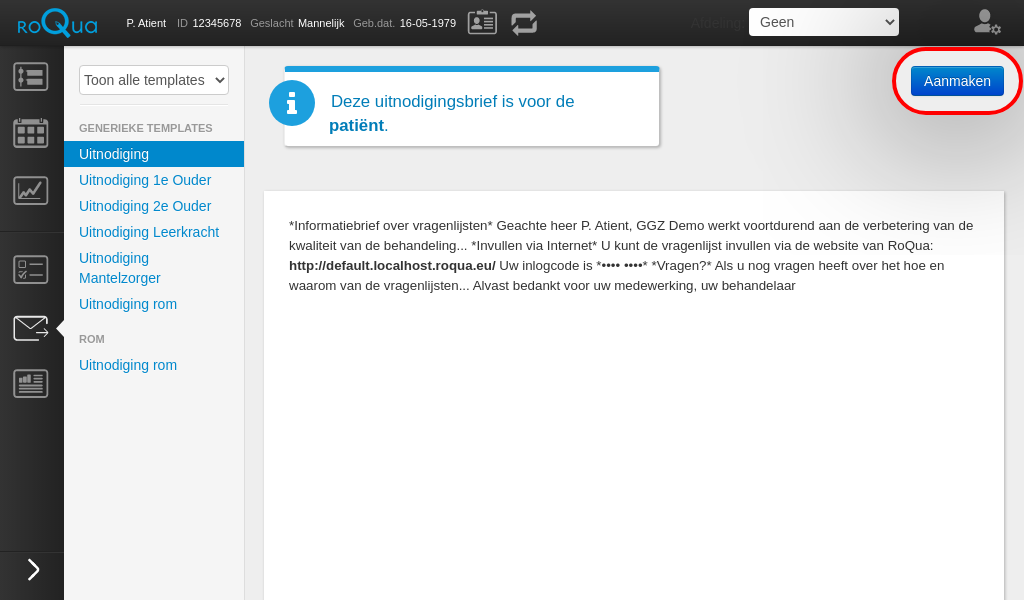 RoQua P. Atient ID 12345678 Geslacht Mannelijk Geb.dat. 16-05-1979 Afdeling Geen
Toon alle templates
GENERIEKE TEMPLATES
Uitnodiging
Uitnodiging 1e Ouder
Uitnodiging 2e Ouder
Uitnodiging Leerkracht
Uitnodiging
Mantelzorger
Uitnodiging rom
ROM
Uitnodiging rom
Deze uitnodigingsbrief is voor de
patiënt.
Aanmaken
*Informatiebrief over vragenlijsten* Geachte heer P. Atient, GGZ Demo werkt voortdurend aan de verbetering van de
kwaliteit van de behandeling... *Invullen via Internet* U kunt de vragenlijst invullen via de website van RoQua:
http://default.localhost.roqua.eu/ Uw inlogcode is *•••• ••••* *Vragen?* Als u nog vragen heeft over het hoe en
waarom van de vragenlijsten... Alvast bedankt voor uw medewerking, uw behandelaar